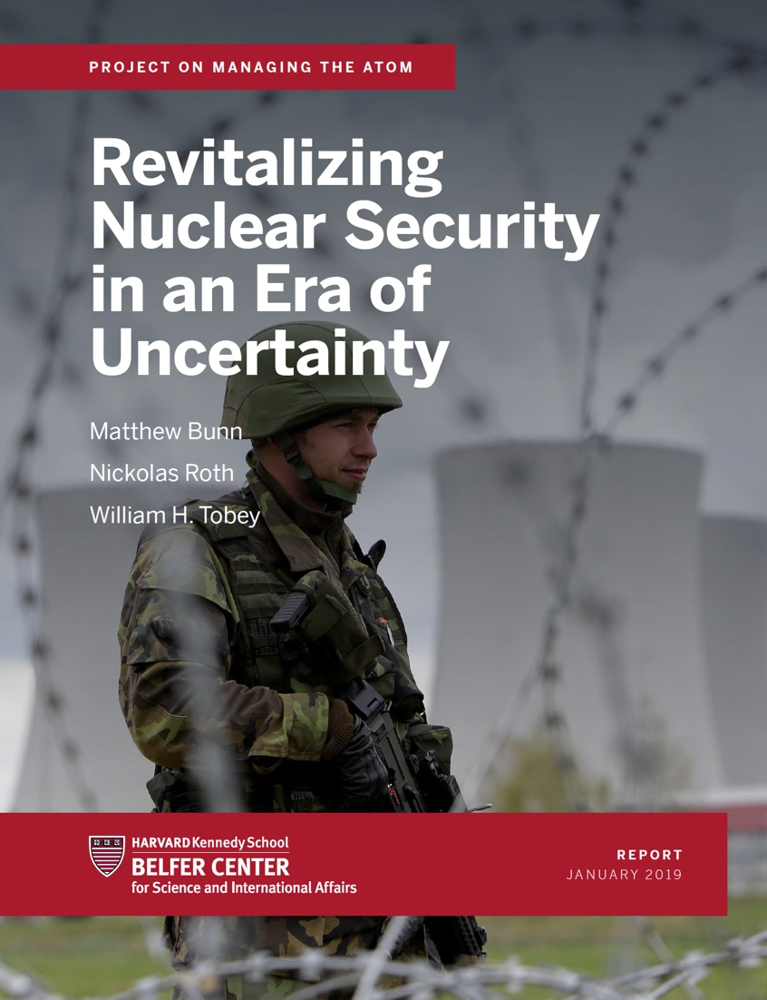 PROJECT ON MANAGING THE ATOM
Revitalizing
Nuclear Security
in an Era of
Uncertainty
Matthew Bunn
Nickolas Roth
William H. Tobey
HARVARD Kennedy School
BELFER CENTER
for Science and International Affairs
REPORT
JANUARY 2019